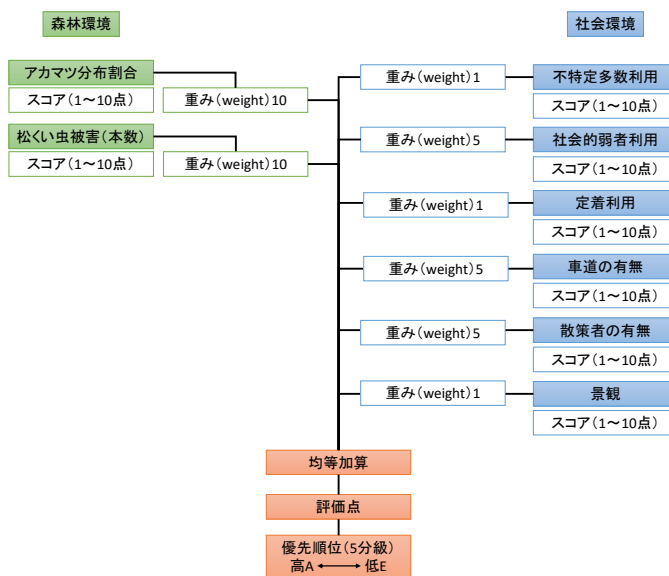 森林環境
アカマツ分布割合
スコア（1～10点）
重み（weight）10
松くい虫被害（本数）
スコア（1～10点）
重み（weight）10
社会環境
重み（weight）1
不特定多数利用
スコア（1～10点）
重み（weight）5
社会的弱者利用
スコア（1～10点）
重み（weight）1
定着利用
スコア（1～10点）
重み（weight）5
車道の有無
スコア（1～10点）
重み（weight）5
散策者の有無
スコア（1～10点）
重み（weight）1
景観
スコア（1～10点）
均等加算
評価点
優先順位（5分級）
高A 低E